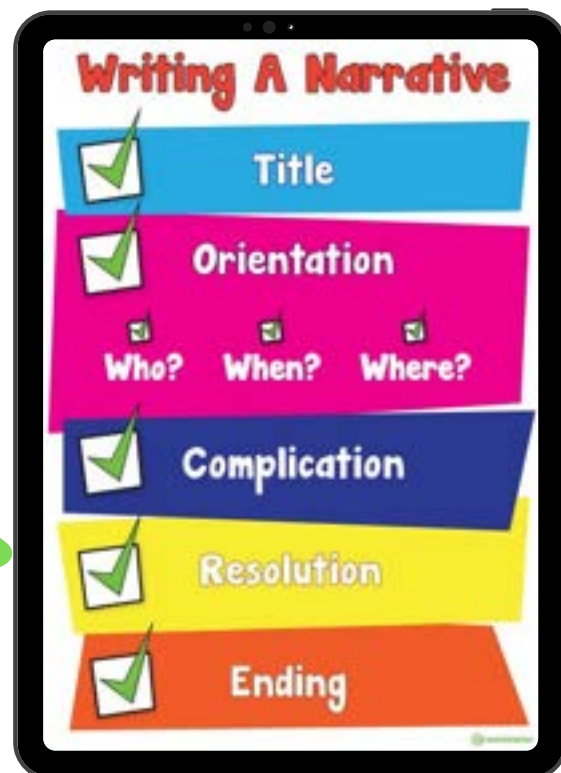 Writing A Narrative
Title
Orientation
Who? When? Where?
Complication
Resolution
Ending